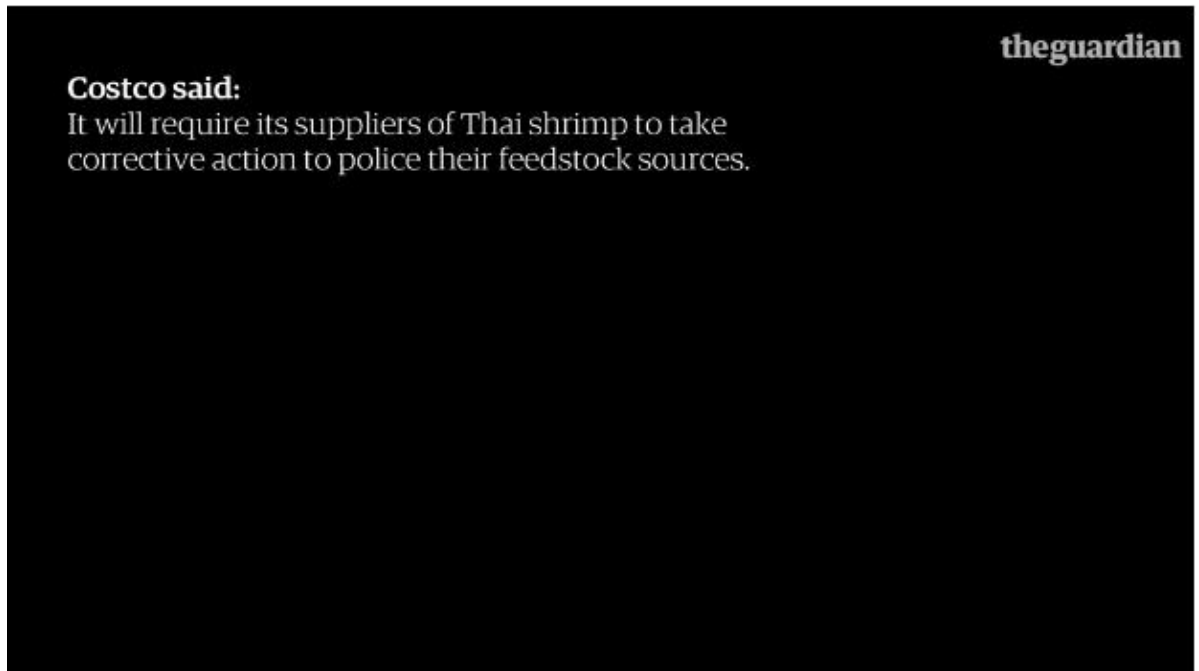 theguardian
Costco said:
It will require its suppliers of Thai shrimp to take
corrective action to police their feedstock sources.